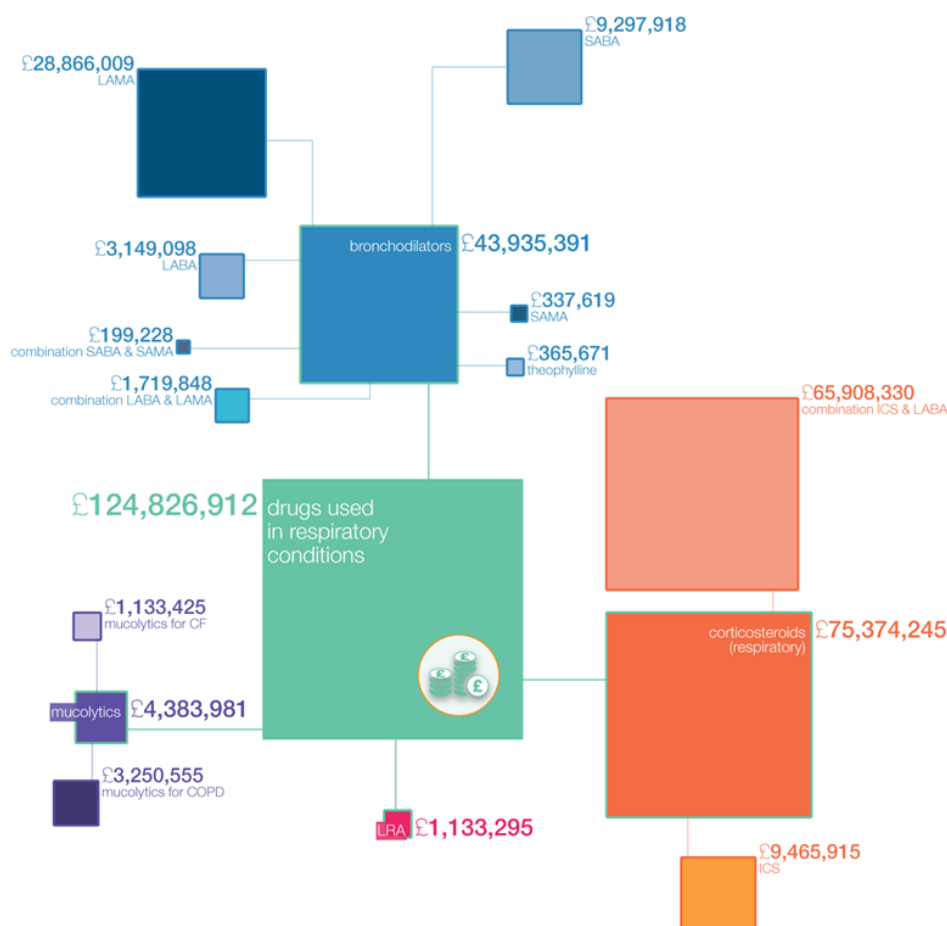 £9,297,918
SABA
£28,866,009
LAMA
bronchodilators £43,935,391
£3,149,098
LABA
£337,619
SAMA
£199,228
combination SABA & SAMA
£365,671
theophylline
£1,719,848
combination LABA & LAMA
£65,908,330
combination ICS & LABA
£124,826,912 drugs used
in respiratory
conditions
£1,133,425
mucolytics for CF
corticosteroids £75,374,245
(respiratory)
mucolytics £4,383,981
£3,250,555
mucolytics for COPD
LRA £1,133,295
£9,465,915
ICS
£
£
£